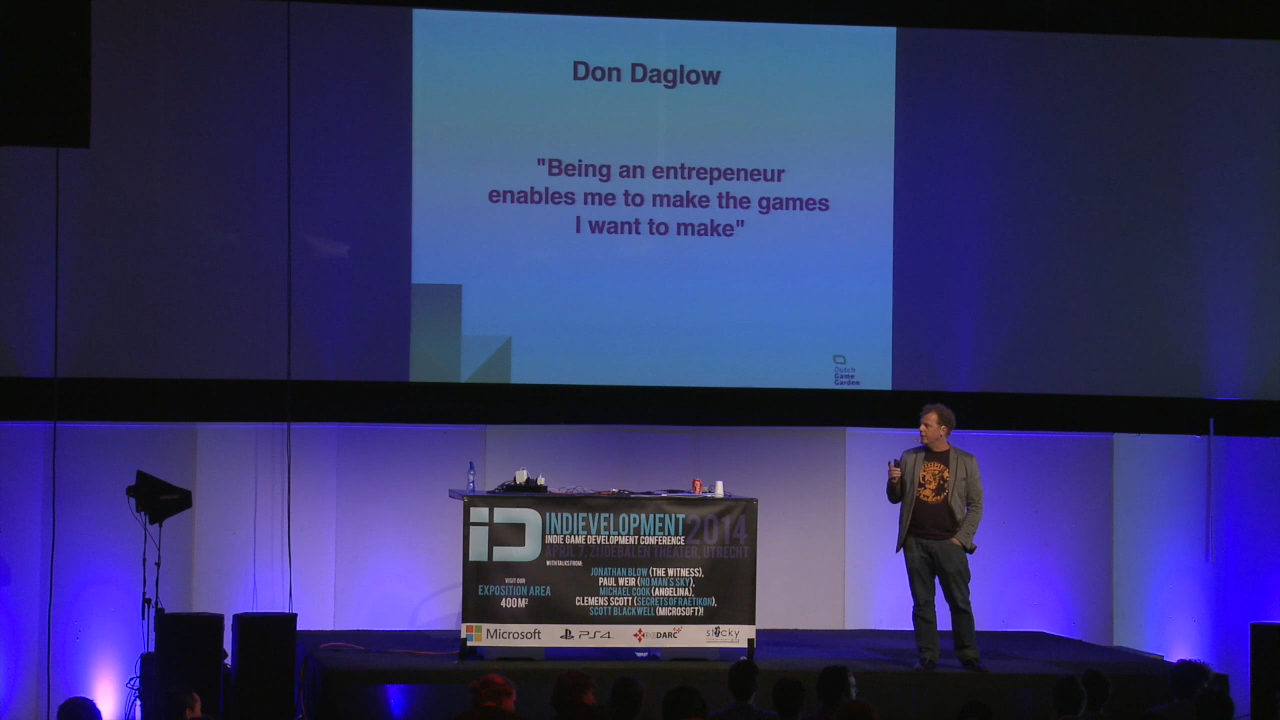 Don Daglow
"Being an entrepeneur
enables me to make the games
I want to make"
Dutch
Game
Garden
iD
INDIEVELOPMENT 2014
INDIE GAME DEVELOPMENT CONFERENCE
APRIL 7. ZIJDEBALEN THEATER, UTRECHT
WITH TALKS FROM:
JONATHAN BLOW (THE WITNESS),
PAUL WEIR (NO MAN'S SKY),
MICHAEL COOK (ANGELINA),
CLEMENS SCOTT (SECRETS OF RAETIKON),
SCOTT BLACKWELL (MICROSOFT)!
VISIT OUR
EXPOSITION AREA
400M²
Microsoft
PS4